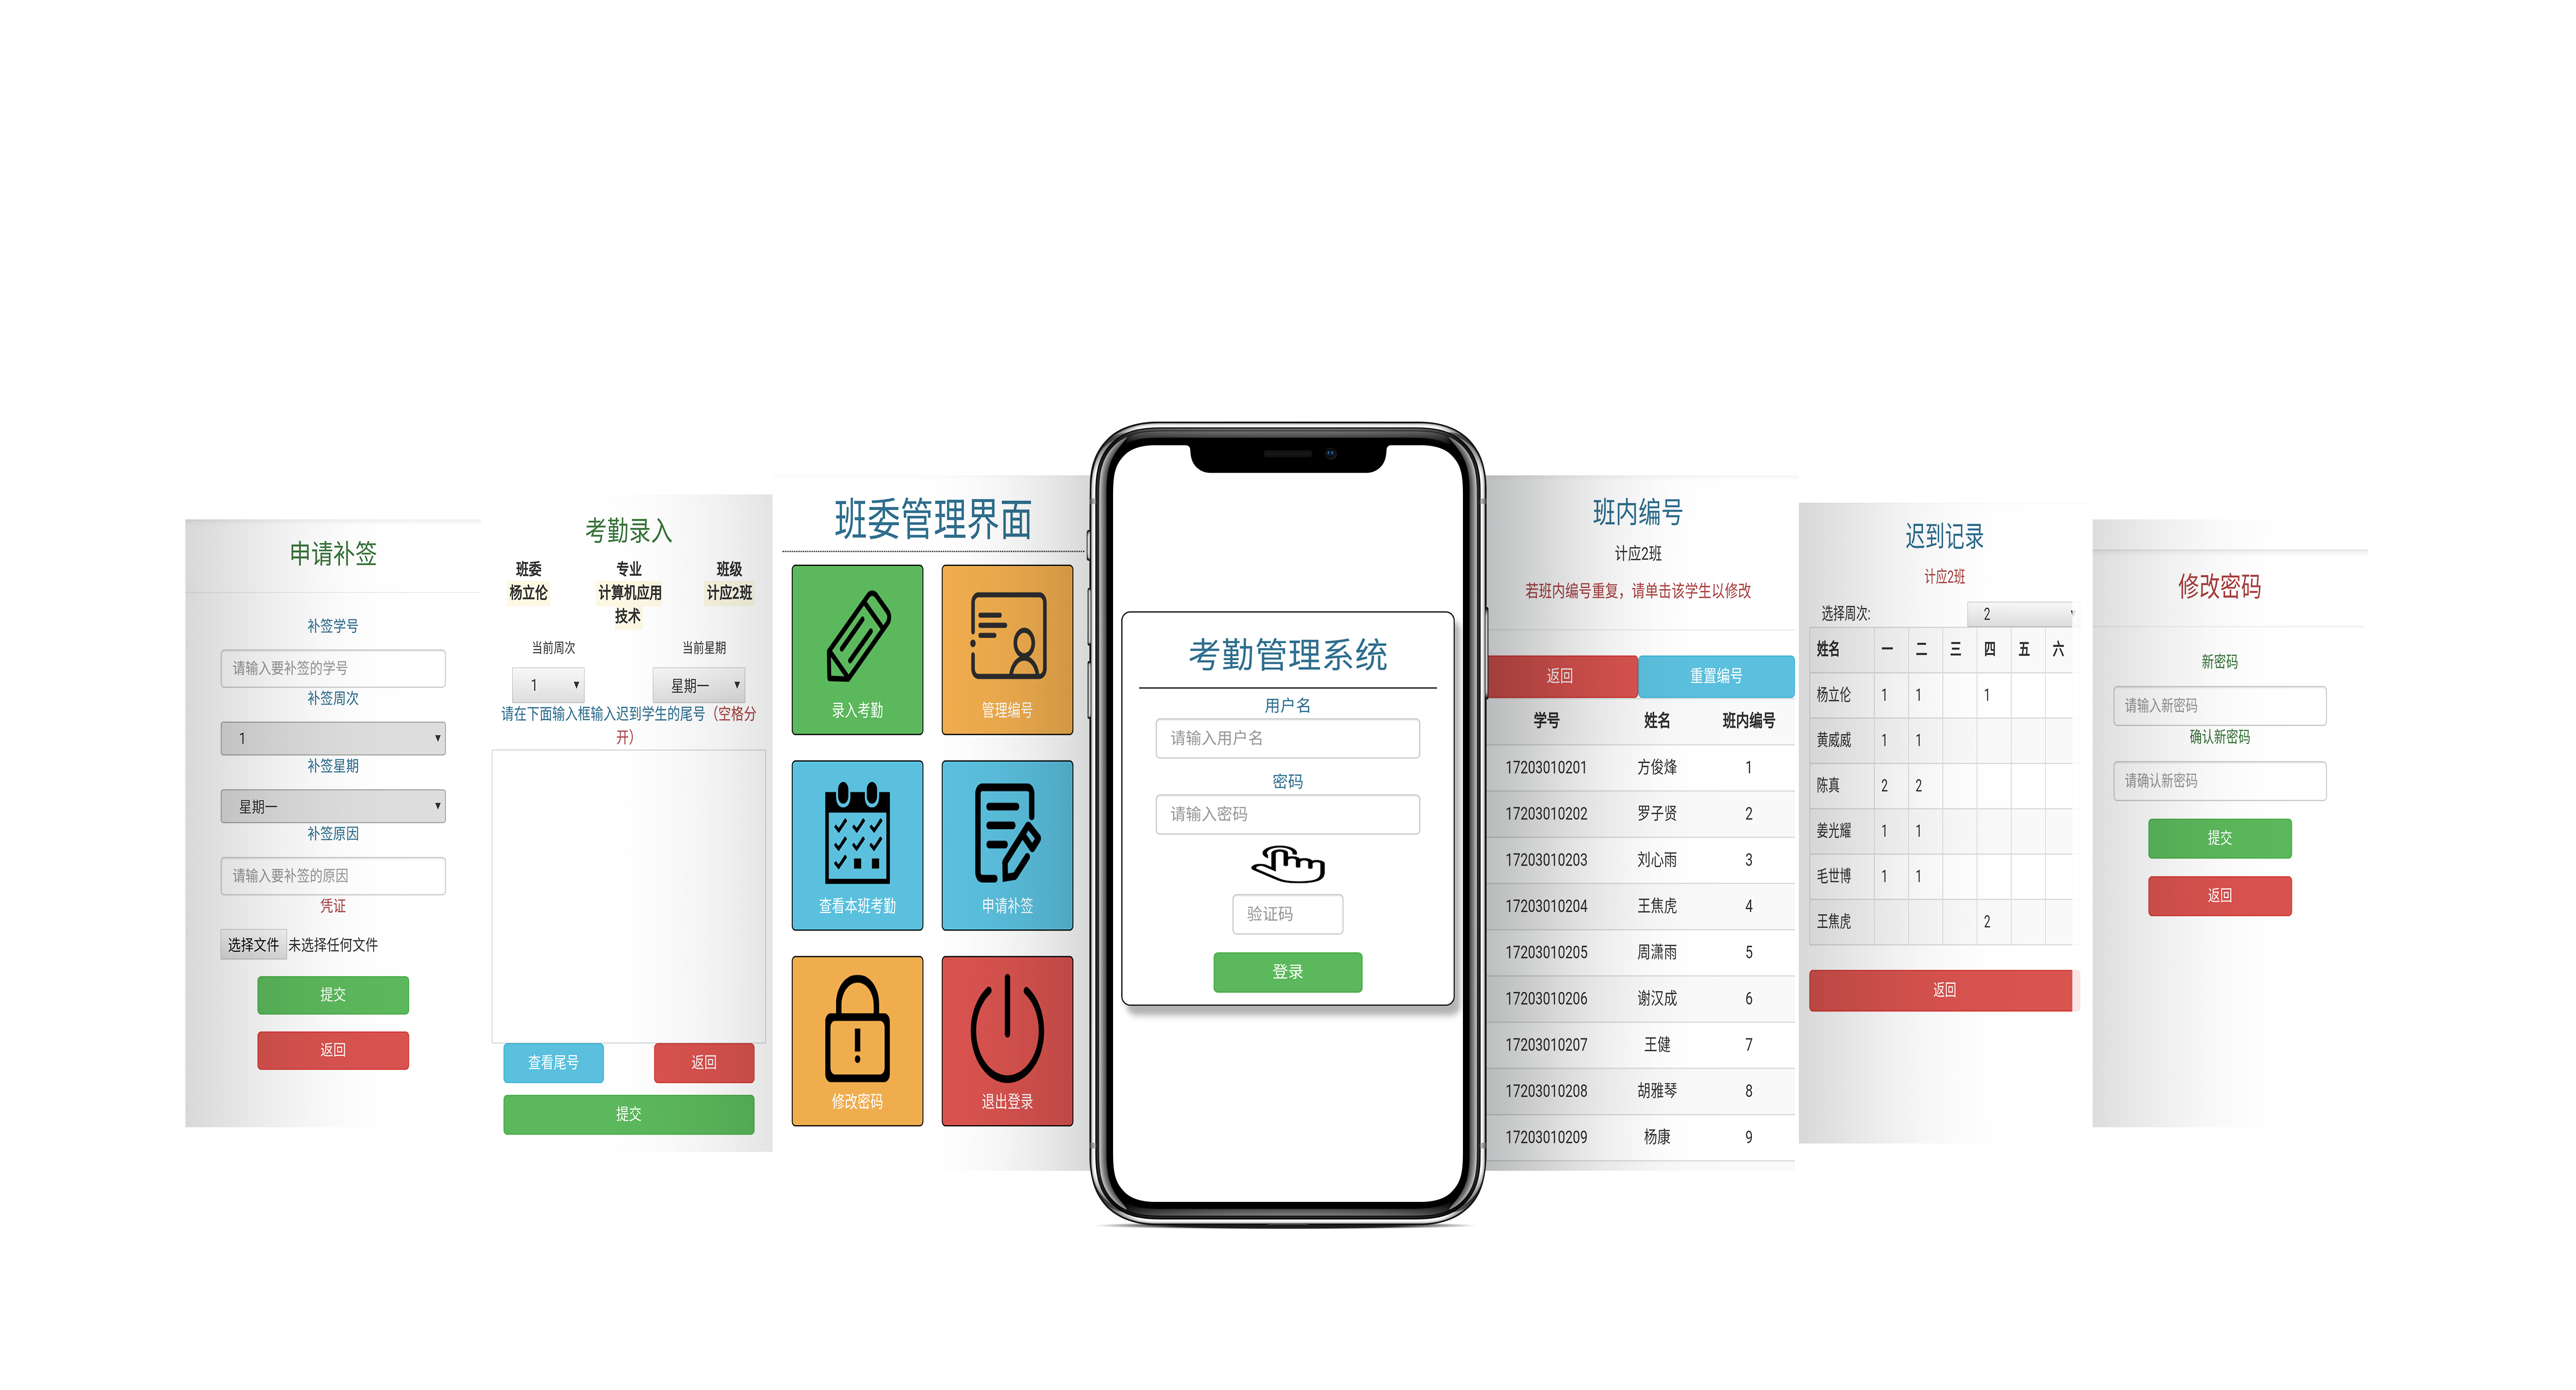 申请补签
补签学号
请输入要补签的学号
补签周次
1
补签星期
星期一
补签原因
请输入要补签的原因
凭证
选择文件 未选择任何文件
提交
返回
考勤录入
班委 专业 班级
杨立伦 计算机应用 计应2班
技术
当前周次 当前星期
1 星期一
请在下面输入框输入迟到学生的尾号（空格分
开）
查看尾号 返回
提交
班委管理界面
录入考勤 管理编号
查看本班考勤 申请补签
修改密码 退出登录
考勤管理系统
用户名
请输入用户名
密码
请输入密码
验证码
登录
班内编号
计应2班
若班内编号重复，请单击该学生以修改
返回 重置编号
学号 姓名 班内编号
17203010201 方俊烽 1
17203010202 罗子贤 2
17203010203 刘心雨 3
17203010204 王焦虎 4
17203010205 周潇雨 5
17203010206 谢汉成 6
17203010207 王健 7
17203010208 胡雅琴 8
17203010209 杨康 9
迟到记录
计应2班
选择周次: 2
姓名 一 二 三 四 五 六
杨立伦 1 1 1
黄威威 1 1
陈真 2 2
姜光耀 1 1
毛世博 1 1
王焦虎 2
返回
修改密码
新密码
请输入新密码
确认新密码
请确认新密码
提交
返回